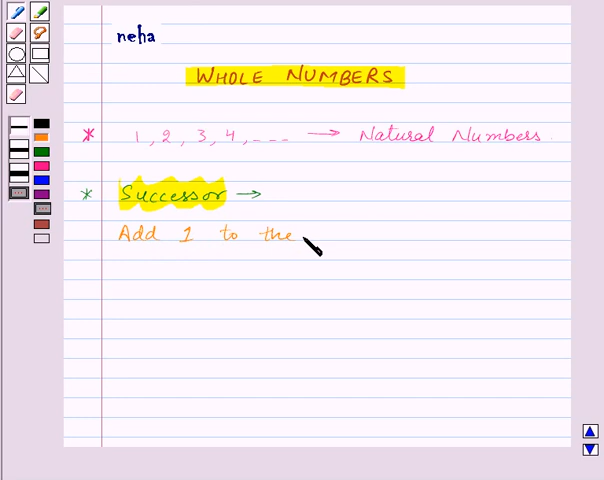 neha
WHOLE NUMBERS
* 1, 2, 3, 4, - - - → Natural Numbers.
* Successor →
Add 1 to the